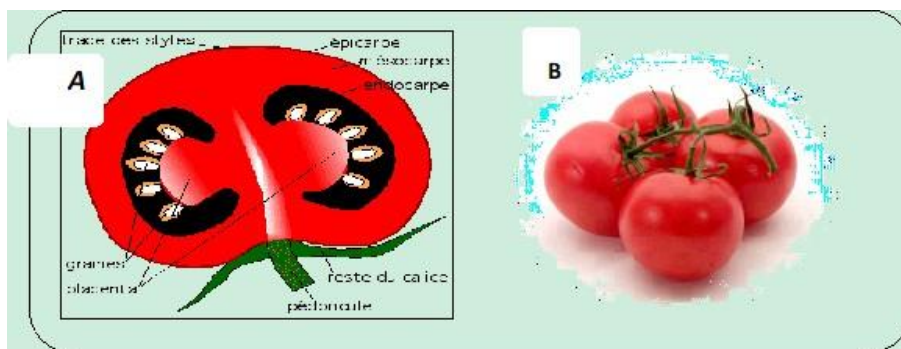 trace des styles
épicarpe
mésocarpe
A
B
endocarpe
graines
placenta
reste du calice
pédoncule